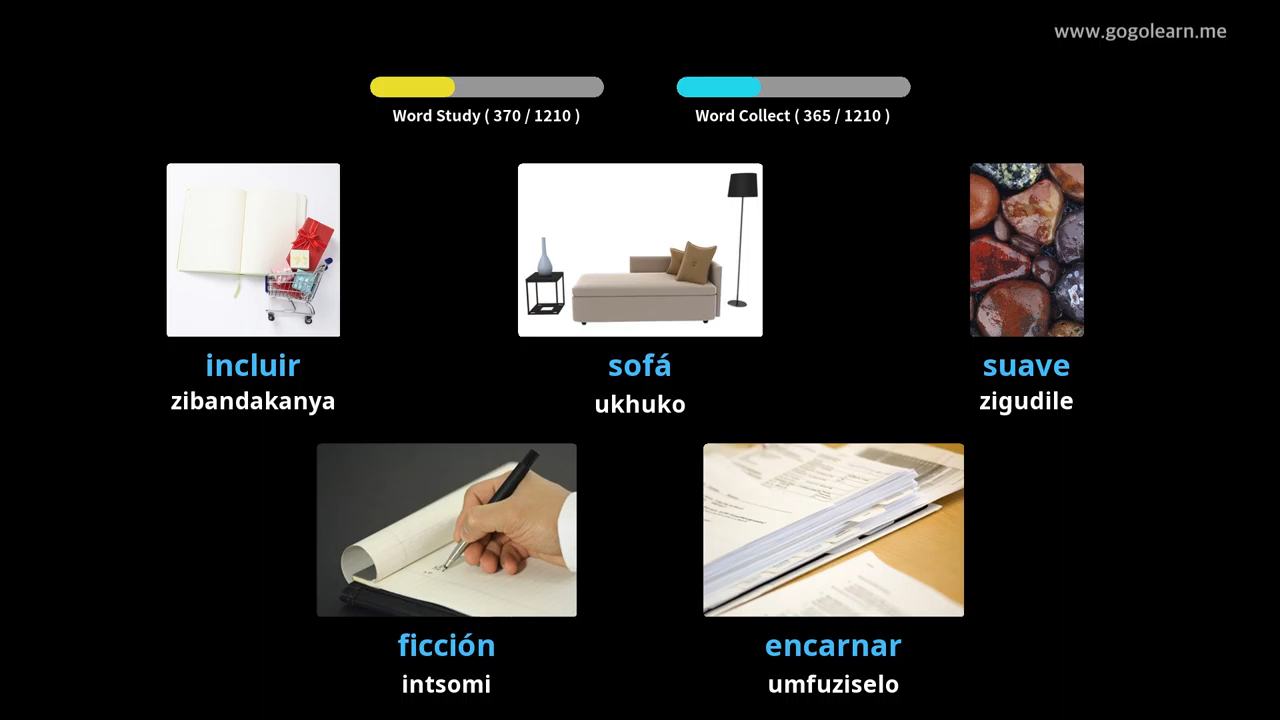 www.gogolearn.me
Word Study ( 370 / 1210 )
Word Collect ( 365 / 1210 )
incluir
zibandakanya
sofá
ukhuko
suave
zigudile
ficción
intsomi
encarnar
umfuziselo